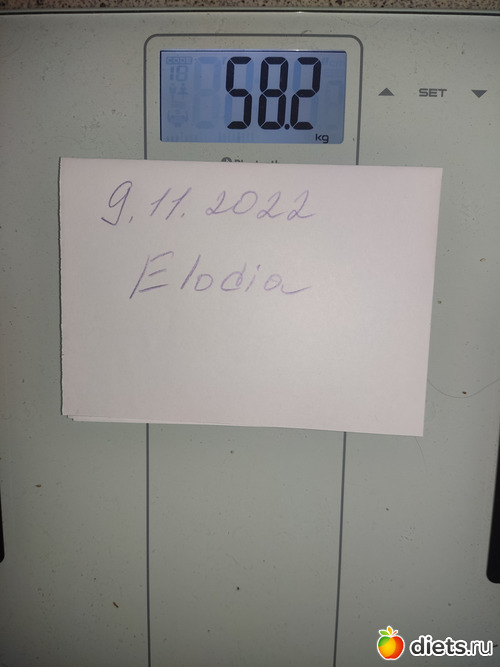 58.2
kg
SET
9.11.2022
Elodia
diets.ru